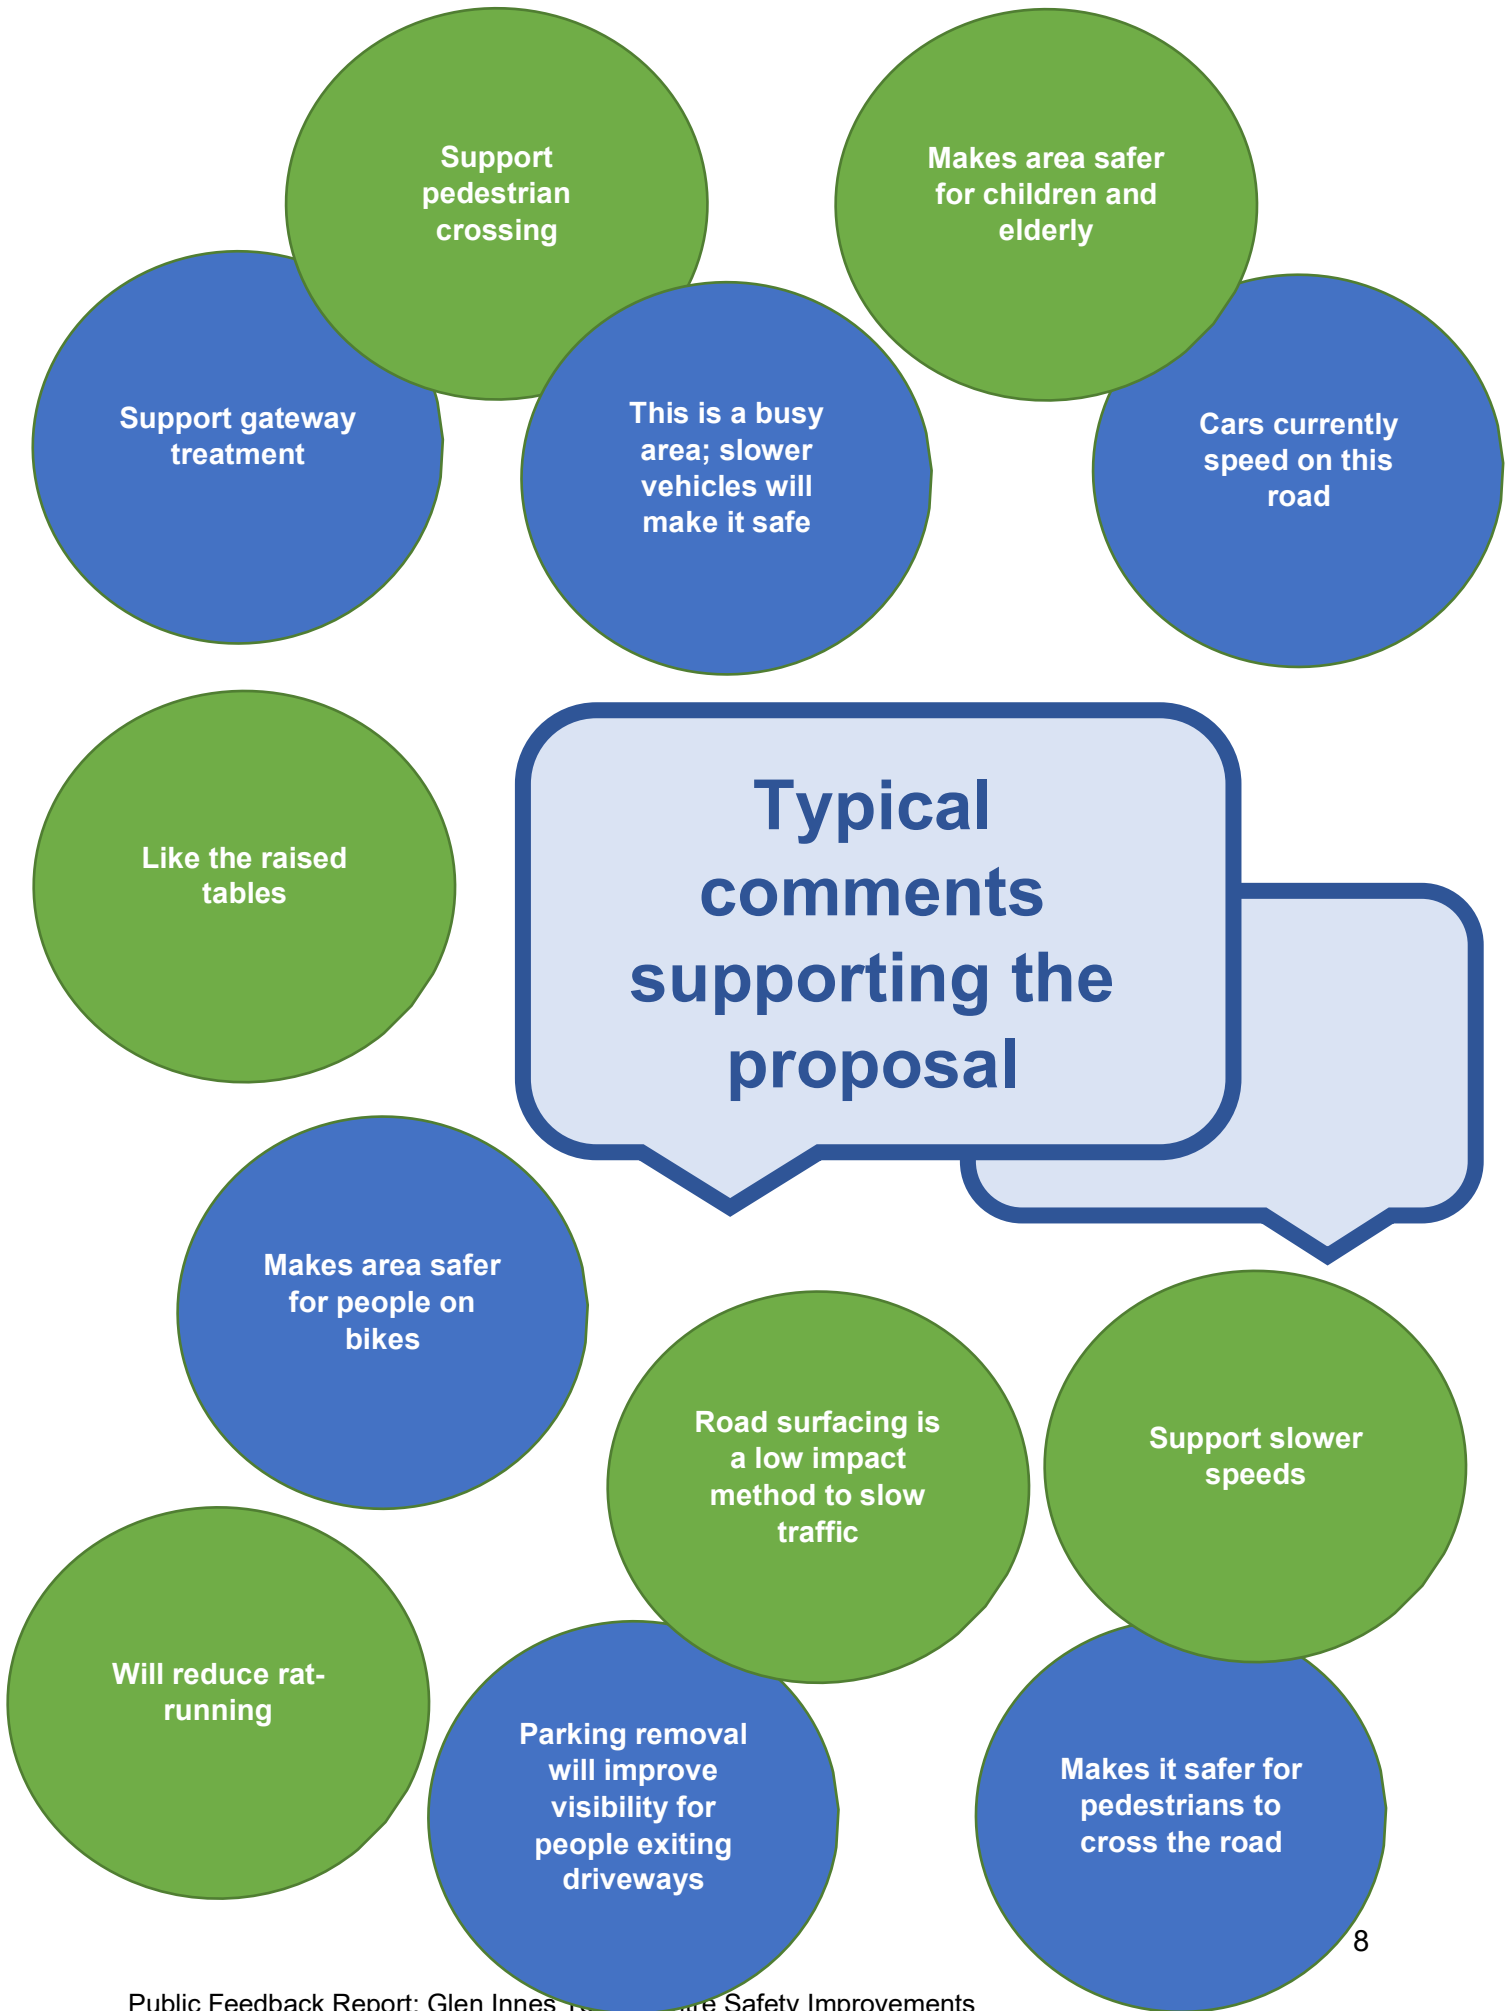 Support
pedestrian
crossing
Makes area safer
for children and
elderly
Support gateway
treatment
This is a busy
area; slower
vehicles will
make it safe
Cars currently
speed on this
road
Like the raised
tables
Typical
comments
supporting the
proposal
Makes area safer
for people on
bikes
Road surfacing is
a low impact
method to slow
traffic
Support slower
speeds
Will reduce rat-
running
Parking removal
will improve
visibility for
people exiting
driveways
Makes it safer for
pedestrians to
cross the road
8
Public Feedback Report: Glen Innes Safety Improvements